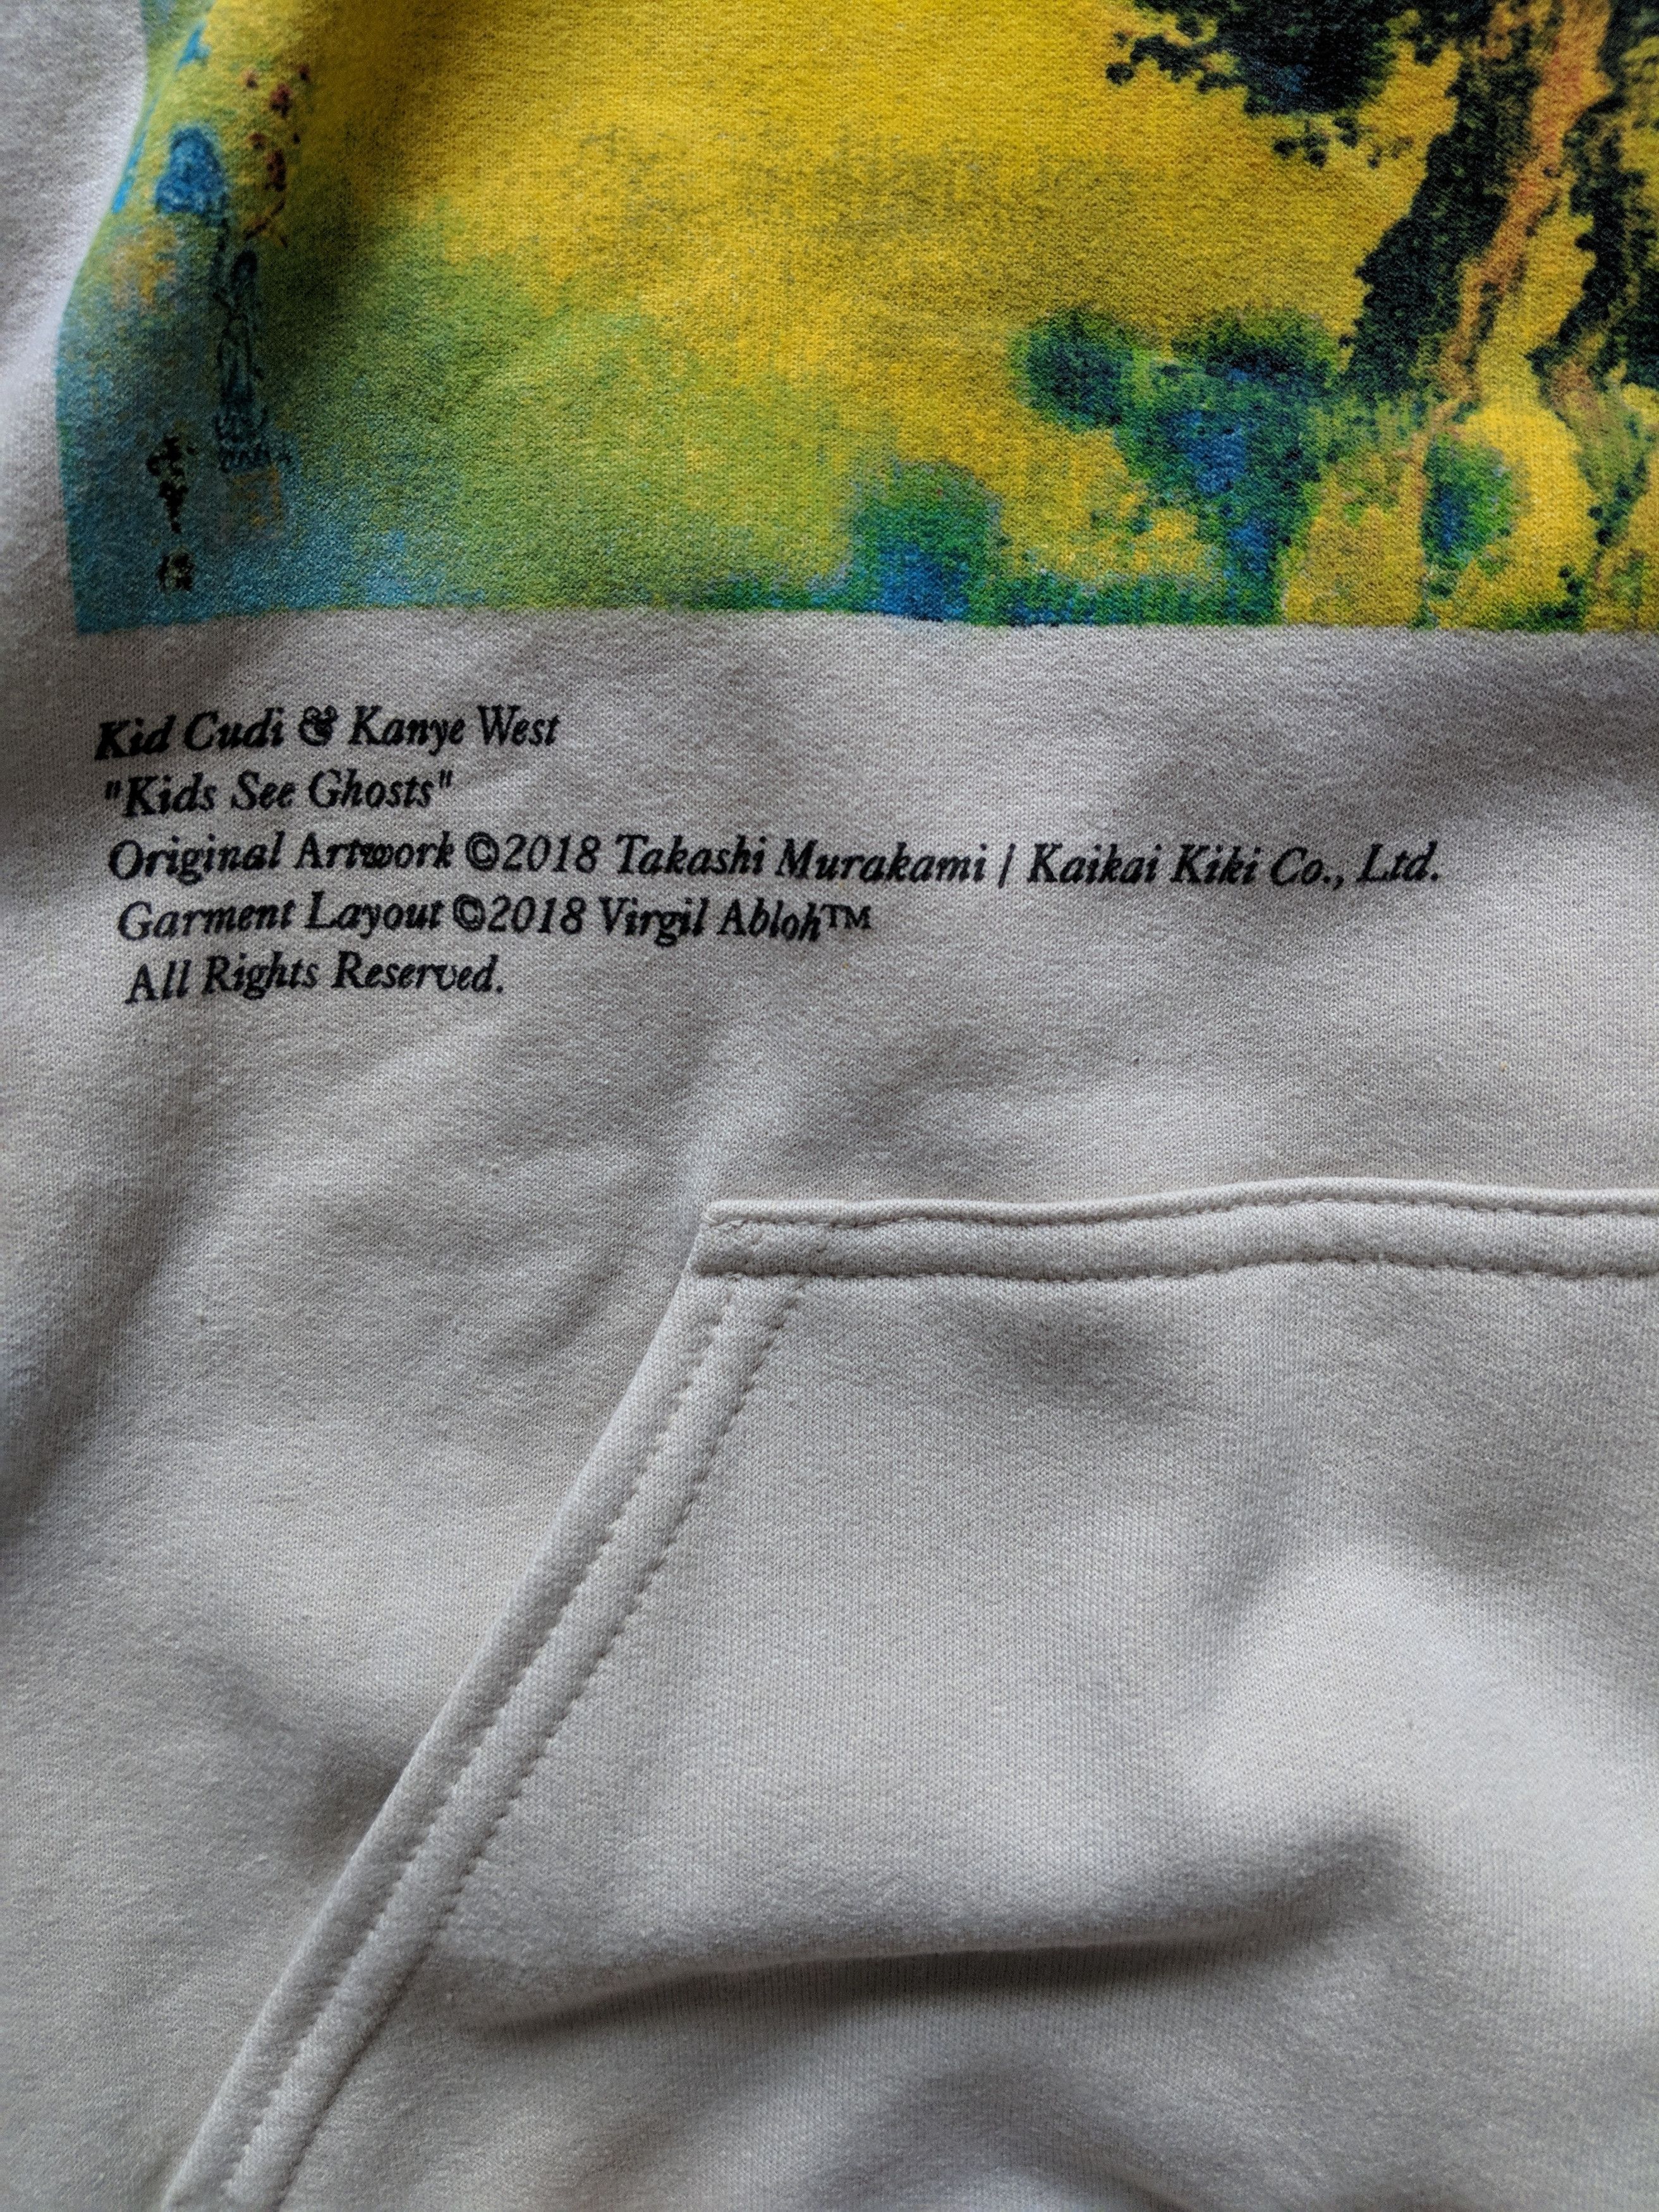 Kid Cudi & Kanye West
"Kids See Ghosts"
Original Artwork ©2018 Takashi Murakami / Kaikai Kiki Co., Ltd.
Garment Layout ©2018 Virgil Abloh™
All Rights Reserved.